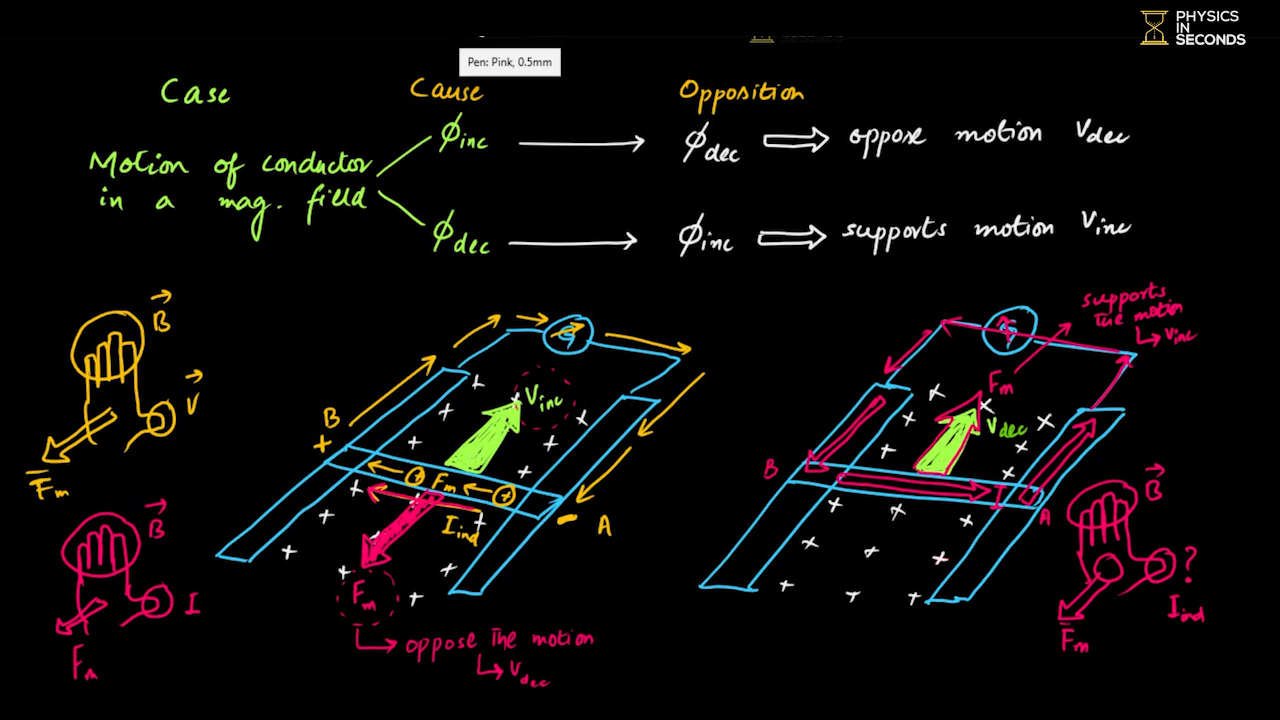 PHYSICS
IN
SECONDS
Pen: Pink, 0.5mm
Case
Cause
Opposition
ϕinc
ϕdec ⇒ oppose motion Vdec
Motion of conductor
in a mag. field
ϕdec
ϕinc ⇒ supports motion Vinc
B
V
Fm
B
I
Fm
G
Vinc
B
+
+
Fm
+
Iind
-
A
Fm
oppose the motion
Vdec
supports
the motion
Vinc
G
Fm
Vdec
B
I
A
B
?
Iind
Fm